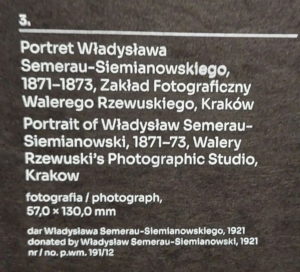 3.
Portret Władysława
Semerau-Siemianowskiego,
1871–1873, Zakład Fotograficzny
Walerego Rzewuskiego, Kraków
Portrait of Władysław Semerau-
Siemianowski, 1871–73, Walery
Rzewuski's Photographic Studio,
Krakow
fotografia / photograph,
57,0 × 130,0 mm
dar Władysława Semerau-Siemianowskiego, 1921
donated by Władysław Semerau-Siemianowski, 1921
nr / no. p.wm. 191/12